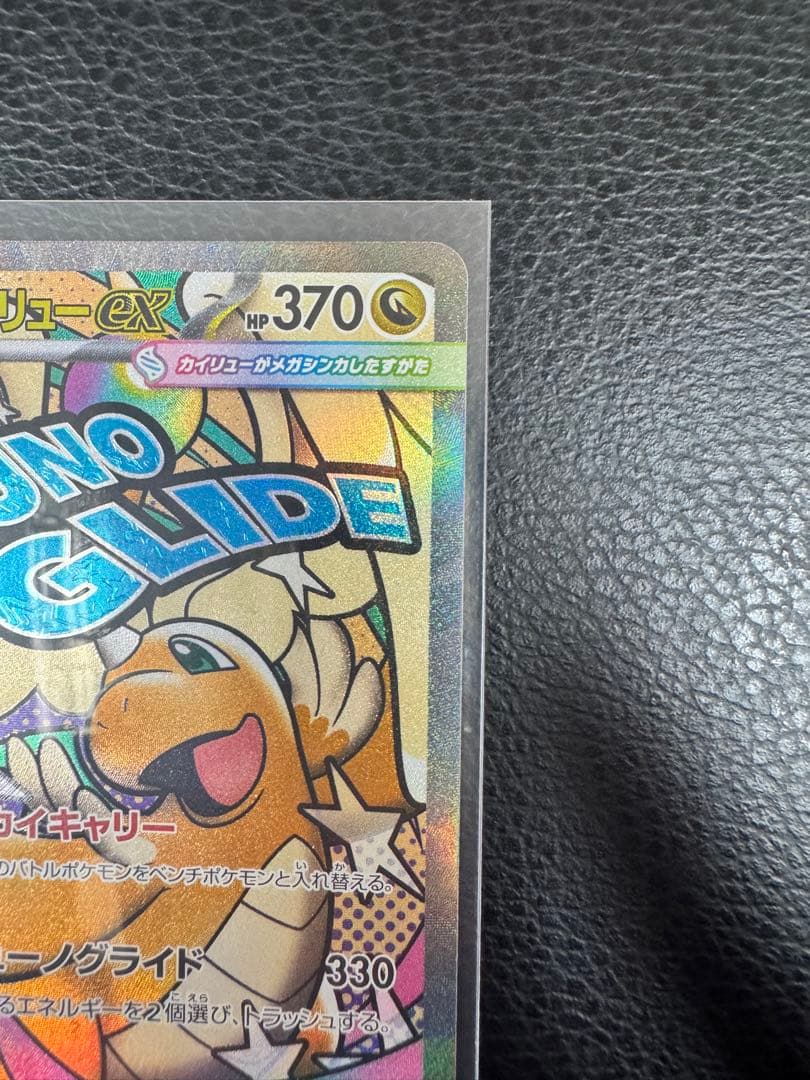 リューex HP370
カイリューがメガシンカしたすがた
UNO
GLIDE
カイキャリー
のバトルポケモンをベンチポケモンと入れ替える。
ューノグライド 330
るエネルギーを2個選び、トラッシュする。